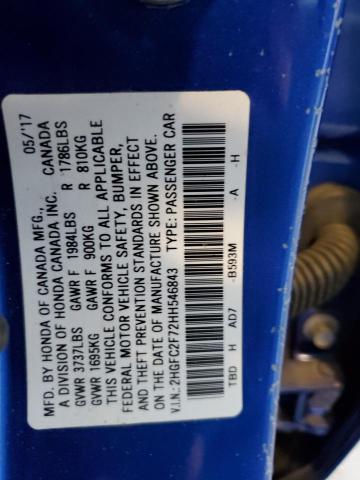 MFD. BY HONDA OF CANADA MFG., 05/'17
A DIVISION OF HONDA CANADA INC. CANADA
GVWR 3737LBS GAWR F 1984LBS R 1786LBS
GVWR 1695KG GAWR F 900KG R 810KG
THIS VEHICLE CONFORMS TO ALL APPLICABLE
FEDERAL MOTOR VEHICLE SAFETY, BUMPER,
AND THEFT PREVENTION STANDARDS IN EFFECT
ON THE DATE OF MANUFACTURE SHOWN ABOVE.
V.I.N.: 2HGFC2F72HH546843 TYPE: PASSENGER CAR
TBD H AD7 -B593M -A -H